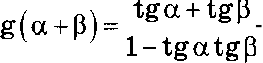 g(α+β) = (tgα + tgβ) / (1 − tgα tgβ)